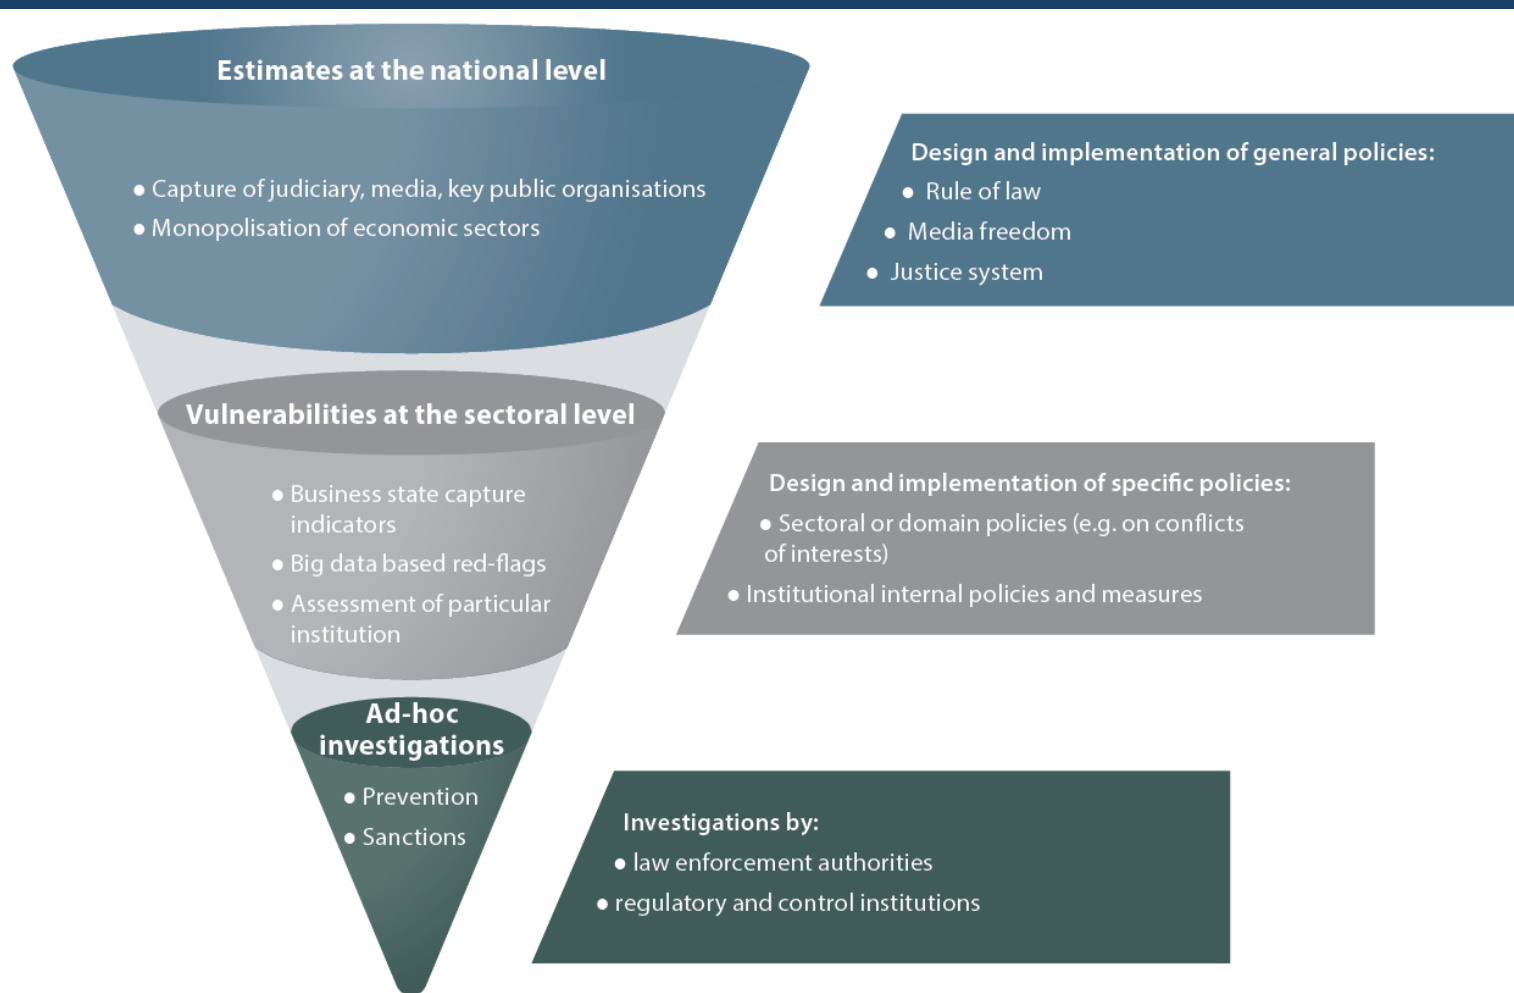 Estimates at the national level
● Capture of judiciary, media, key public organisations
● Monopolisation of economic sectors
Design and implementation of general policies:
● Rule of law
● Media freedom
● Justice system
Vulnerabilities at the sectoral level
● Business state capture
indicators
● Big data based red-flags
● Assessment of particular
institution
Design and implementation of specific policies:
● Sectoral or domain policies (e.g. on conflicts
of interests)
● Institutional internal policies and measures
Ad-hoc
investigations
● Prevention
● Sanctions
Investigations by:
● law enforcement authorities
● regulatory and control institutions